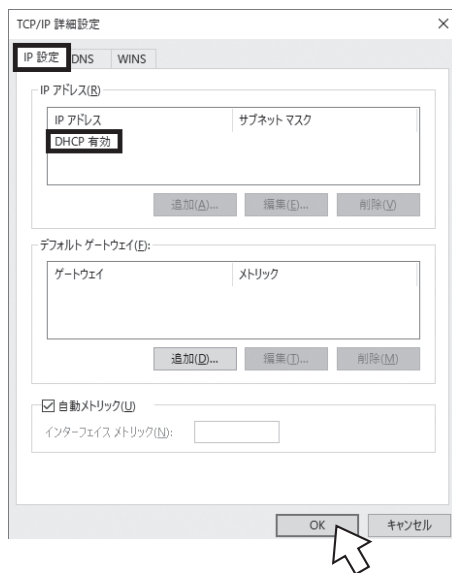 TCP/IP 詳細設定
IP 設定 DNS WINS
IP アドレス(R)
IP アドレス サブネット マスク
DHCP 有効
追加(A)... 編集(E)... 削除(V)
デフォルト ゲートウェイ(F):
ゲートウェイ メトリック
追加(D)... 編集(T)... 削除(M)
自動メトリック(U)
インターフェイス メトリック(N):
OK キャンセル